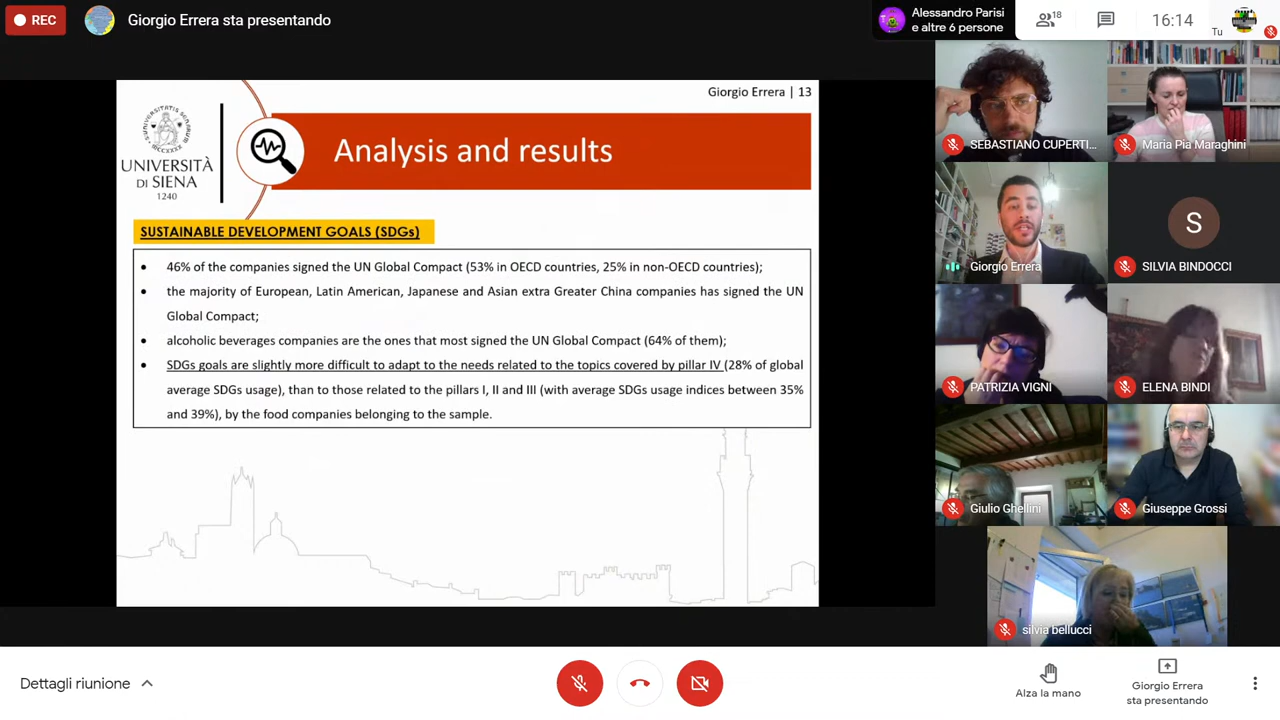 REC
Giorgio Errera sta presentando
Alessandro Parisi
e altre 6 persone
18
16:14
Tu
Giorgio Errera | 13
UNIVERSITÀ
DI SIENA
1240
Analysis and results
SUSTAINABLE DEVELOPMENT GOALS (SDGs)
• 46% of the companies signed the UN Global Compact (53% in OECD countries, 25% in non-OECD countries);
• the majority of European, Latin American, Japanese and Asian extra Greater China companies has signed the UN
Global Compact;
• alcoholic beverages companies are the ones that most signed the UN Global Compact (64% of them);
• SDGs goals are slightly more difficult to adapt to the needs related to the topics covered by pillar IV (28% of global
average SDGs usage), than to those related to the pillars I, II and III (with average SDGs usage indices between 35%
and 39%), by the food companies belonging to the sample.
SEBASTIANO CUPERTI...
Maria Pia Maraghini
Giorgio Errera
S
SILVIA BINDOCCI
PATRIZIA VIGNI
ELENA BINDI
Giulio Ghellini
Giuseppe Grossi
silvia bellucci
Dettagli riunione
Alza la mano
Giorgio Errera
sta presentando